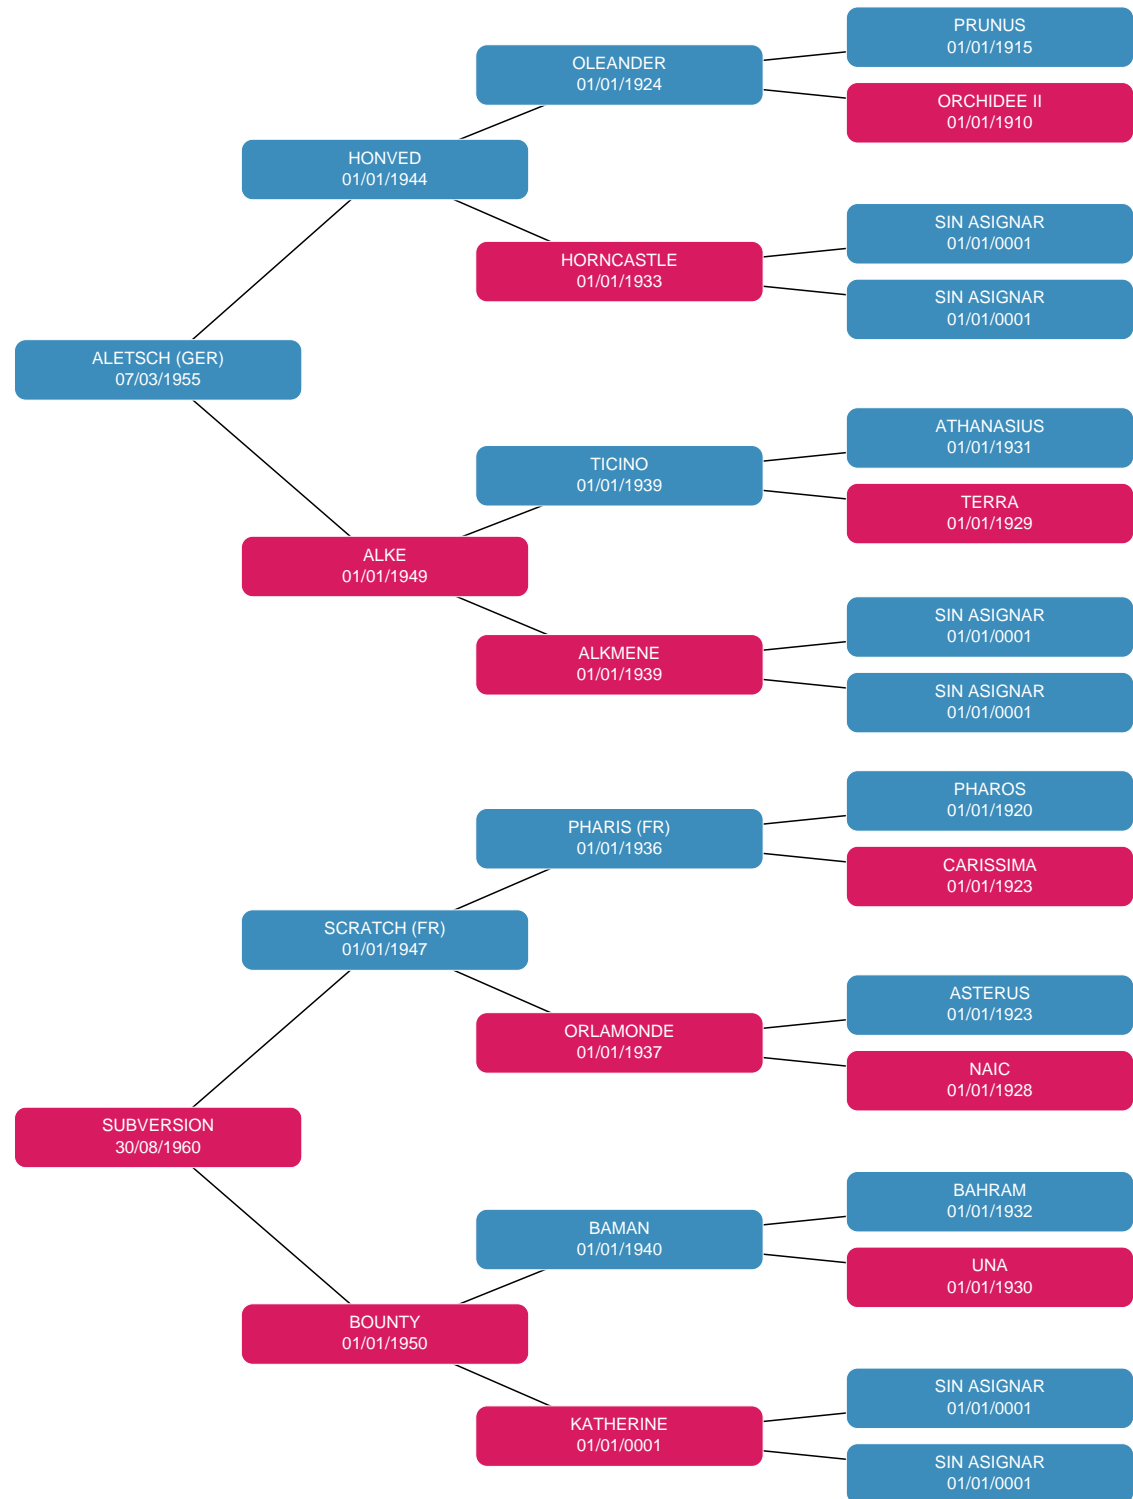 PRUNUS
01/01/1915
OLEANDER
01/01/1924
ORCHIDEE II
01/01/1910
HONVED
01/01/1944
SIN ASIGNAR
01/01/0001
HORNCASTLE
01/01/1933
SIN ASIGNAR
01/01/0001
ALETSCH (GER)
07/03/1955
ATHANASIUS
01/01/1931
TICINO
01/01/1939
TERRA
01/01/1929
ALKE
01/01/1949
SIN ASIGNAR
01/01/0001
ALKMENE
01/01/1939
SIN ASIGNAR
01/01/0001
PHAROS
01/01/1920
PHARIS (FR)
01/01/1936
CARISSIMA
01/01/1923
SCRATCH (FR)
01/01/1947
ASTERUS
01/01/1923
ORLAMONDE
01/01/1937
NAIC
01/01/1928
SUBVERSION
30/08/1960
BAHRAM
01/01/1932
BAMAN
01/01/1940
UNA
01/01/1930
BOUNTY
01/01/1950
SIN ASIGNAR
01/01/0001
KATHERINE
01/01/0001
SIN ASIGNAR
01/01/0001